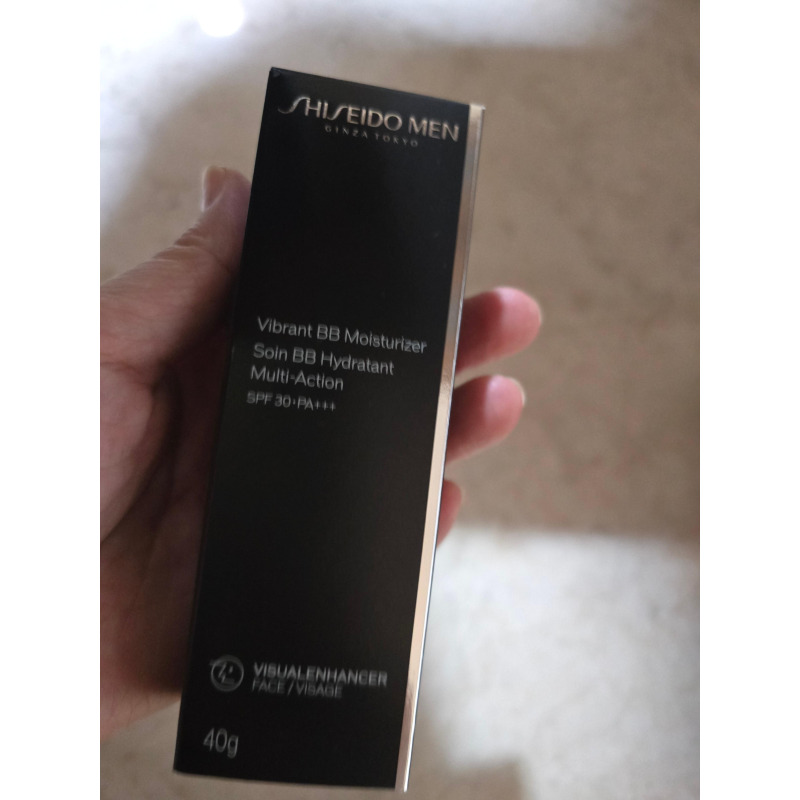 SHISEIDO MEN
GINZA TOKYO
Vibrant BB Moisturizer
Soin BB Hydratant
Multi-Action
SPF 30·PA+++
VISUALENHANCER
FACE / VISAGE
40g